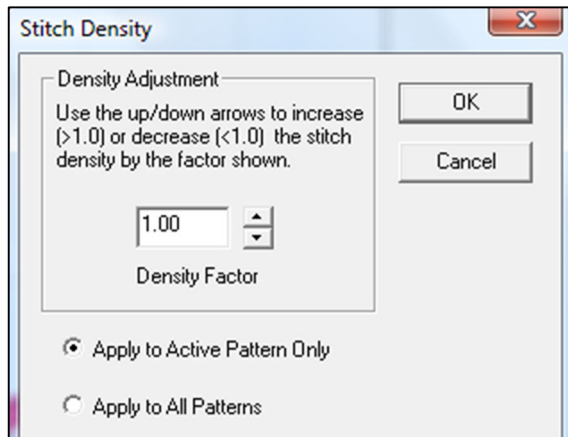 Stitch Density
Density Adjustment
Use the up/down arrows to increase
(>1.0) or decrease (<1.0) the stitch
density by the factor shown.
OK
Cancel
1.00
Density Factor
Apply to Active Pattern Only
Apply to All Patterns